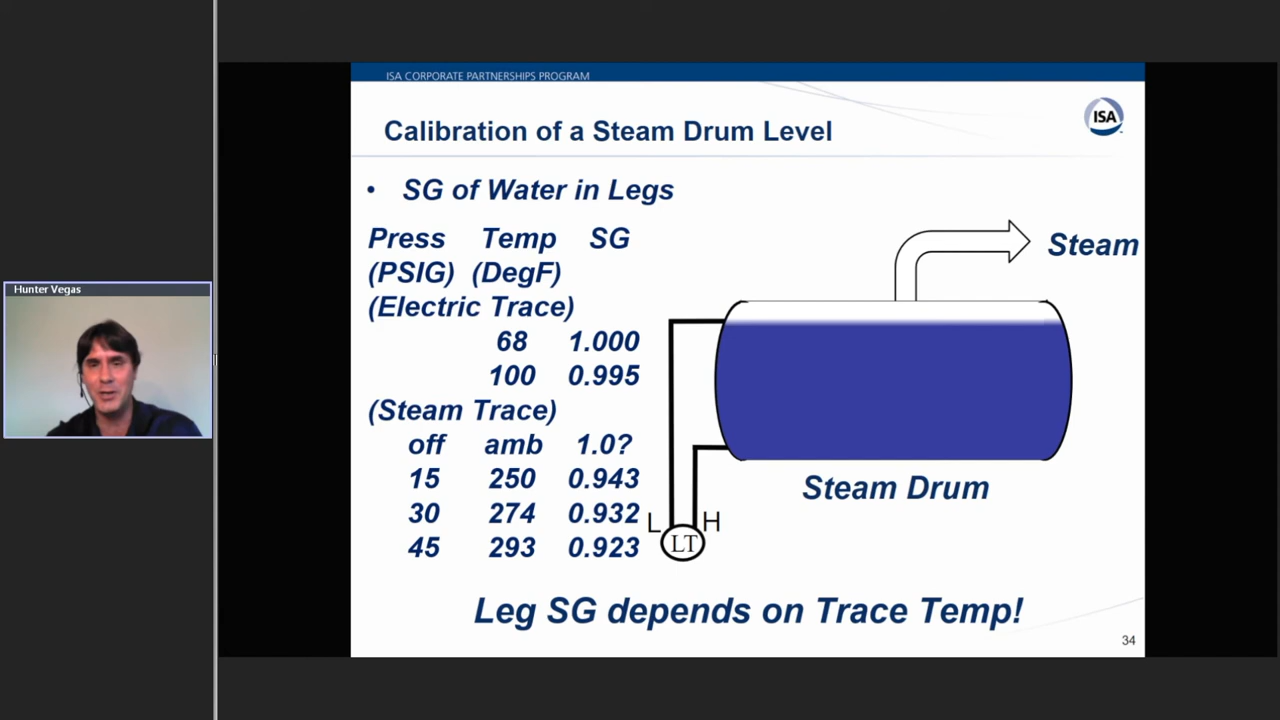 ISA CORPORATE PARTNERSHIPS PROGRAM
ISA
Calibration of a Steam Drum Level
• SG of Water in Legs
Press Temp SG
(PSIG) (DegF)
(Electric Trace)
68 1.000
100 0.995
(Steam Trace)
off amb 1.0?
15 250 0.943
30 274 0.932
45 293 0.923
Steam
Steam Drum
L H
LT
Leg SG depends on Trace Temp!
34
Hunter Vegas